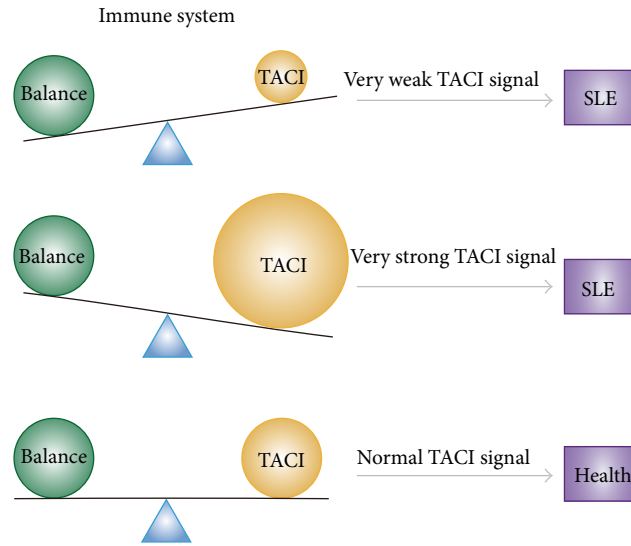 Immune system
Balance
TACI
Very weak TACI signal
SLE
Balance
TACI
Very strong TACI signal
SLE
Balance
TACI
Normal TACI signal
Health